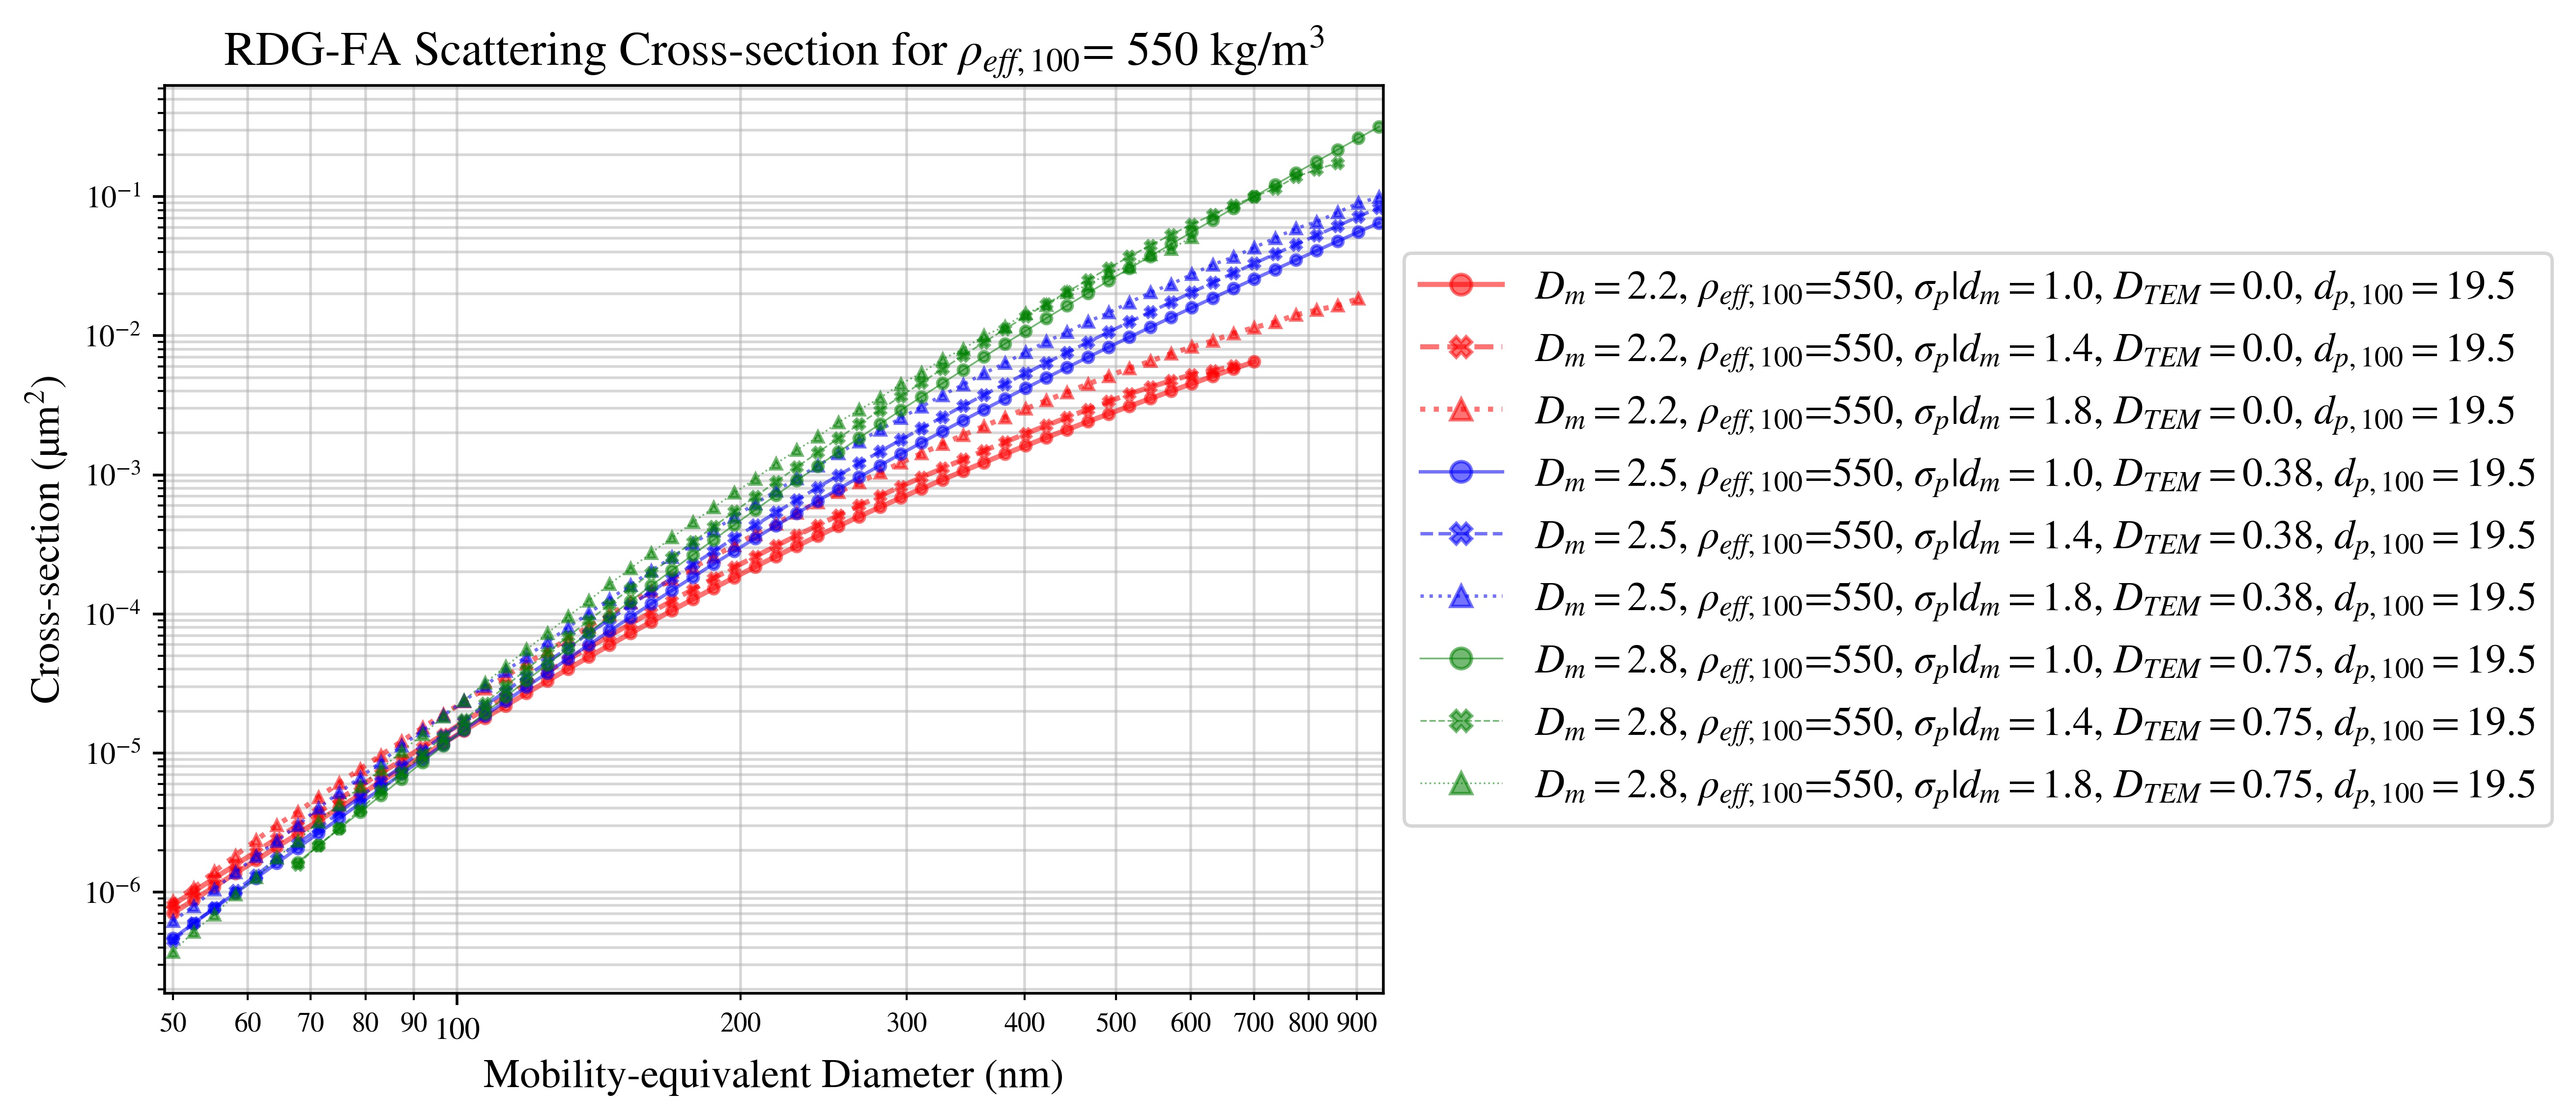 RDG-FA Scattering Cross-section for ρeff,100= 550 kg/m³
Cross-section (µm²)
10⁻¹
10⁻²
10⁻³
10⁻⁴
10⁻⁵
10⁻⁶
50 60 70 80 90 100 200 300 400 500 600 700 800 900
Mobility-equivalent Diameter (nm)
Dm = 2.2, ρeff,100=550, σp|dm = 1.0, DTEM = 0.0, dp,100 = 19.5
Dm = 2.2, ρeff,100=550, σp|dm = 1.4, DTEM = 0.0, dp,100 = 19.5
Dm = 2.2, ρeff,100=550, σp|dm = 1.8, DTEM = 0.0, dp,100 = 19.5
Dm = 2.5, ρeff,100=550, σp|dm = 1.0, DTEM = 0.38, dp,100 = 19.5
Dm = 2.5, ρeff,100=550, σp|dm = 1.4, DTEM = 0.38, dp,100 = 19.5
Dm = 2.5, ρeff,100=550, σp|dm = 1.8, DTEM = 0.38, dp,100 = 19.5
Dm = 2.8, ρeff,100=550, σp|dm = 1.0, DTEM = 0.75, dp,100 = 19.5
Dm = 2.8, ρeff,100=550, σp|dm = 1.4, DTEM = 0.75, dp,100 = 19.5
Dm = 2.8, ρeff,100=550, σp|dm = 1.8, DTEM = 0.75, dp,100 = 19.5